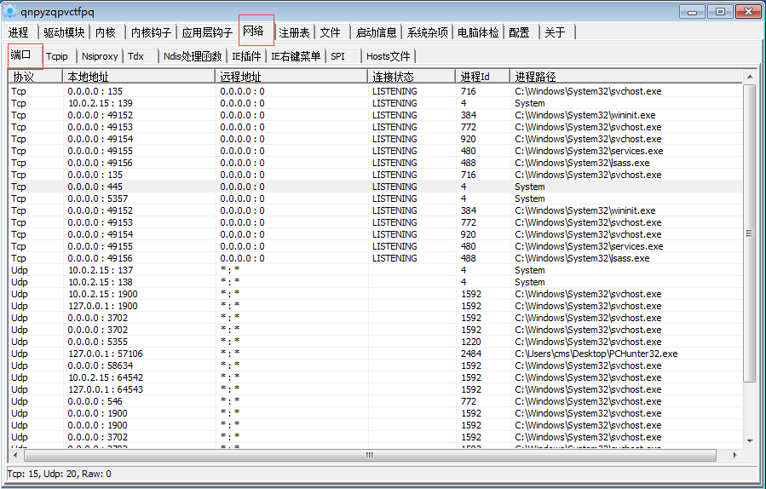 qnpyzqpvctfpq
进程 驱动模块 内核 内核钩子 应用层钩子 网络 注册表 文件 启动信息 系统杂项 电脑体检 配置 关于
端口 Tcpip Nsiproxy Tdx Ndis处理函数 IE插件 IE右键菜单 SPI Hosts文件
协议 本地地址 远程地址 连接状态 进程Id 进程路径
Tcp 0.0.0.0 : 135 0.0.0.0 : 0 LISTENING 716 C:\Windows\System32\svchost.exe
Tcp 10.0.2.15 : 139 0.0.0.0 : 0 LISTENING 4 System
Tcp 0.0.0.0 : 49152 0.0.0.0 : 0 LISTENING 384 C:\Windows\System32\wininit.exe
Tcp 0.0.0.0 : 49153 0.0.0.0 : 0 LISTENING 772 C:\Windows\System32\svchost.exe
Tcp 0.0.0.0 : 49154 0.0.0.0 : 0 LISTENING 920 C:\Windows\System32\svchost.exe
Tcp 0.0.0.0 : 49155 0.0.0.0 : 0 LISTENING 480 C:\Windows\System32\services.exe
Tcp 0.0.0.0 : 49156 0.0.0.0 : 0 LISTENING 488 C:\Windows\System32\lsass.exe
Tcp 0.0.0.0 : 135 0.0.0.0 : 0 LISTENING 716 C:\Windows\System32\svchost.exe
Tcp 0.0.0.0 : 445 0.0.0.0 : 0 LISTENING 4 System
Tcp 0.0.0.0 : 5357 0.0.0.0 : 0 LISTENING 4 System
Tcp 0.0.0.0 : 49152 0.0.0.0 : 0 LISTENING 384 C:\Windows\System32\wininit.exe
Tcp 0.0.0.0 : 49153 0.0.0.0 : 0 LISTENING 772 C:\Windows\System32\svchost.exe
Tcp 0.0.0.0 : 49154 0.0.0.0 : 0 LISTENING 920 C:\Windows\System32\svchost.exe
Tcp 0.0.0.0 : 49155 0.0.0.0 : 0 LISTENING 480 C:\Windows\System32\services.exe
Tcp 0.0.0.0 : 49156 0.0.0.0 : 0 LISTENING 488 C:\Windows\System32\lsass.exe
Udp 10.0.2.15 : 137 * : * 4 System
Udp 10.0.2.15 : 138 * : * 4 System
Udp 10.0.2.15 : 1900 * : * 1592 C:\Windows\System32\svchost.exe
Udp 127.0.0.1 : 1900 * : * 1592 C:\Windows\System32\svchost.exe
Udp 0.0.0.0 : 3702 * : * 1592 C:\Windows\System32\svchost.exe
Udp 0.0.0.0 : 3702 * : * 1592 C:\Windows\System32\svchost.exe
Udp 0.0.0.0 : 5355 * : * 1220 C:\Windows\System32\svchost.exe
Udp 127.0.0.1 : 57106 * : * 2484 C:\Users\cms\Desktop\PCHunter32.exe
Udp 0.0.0.0 : 58634 * : * 1592 C:\Windows\System32\svchost.exe
Udp 10.0.2.15 : 64542 * : * 1592 C:\Windows\System32\svchost.exe
Udp 127.0.0.1 : 64543 * : * 1592 C:\Windows\System32\svchost.exe
Udp 0.0.0.0 : 546 * : * 772 C:\Windows\System32\svchost.exe
Udp 0.0.0.0 : 1900 * : * 1592 C:\Windows\System32\svchost.exe
Udp 0.0.0.0 : 1900 * : * 1592 C:\Windows\System32\svchost.exe
Udp 0.0.0.0 : 3702 * : * 1592 C:\Windows\System32\svchost.exe
Tcp: 15, Udp: 20, Raw: 0